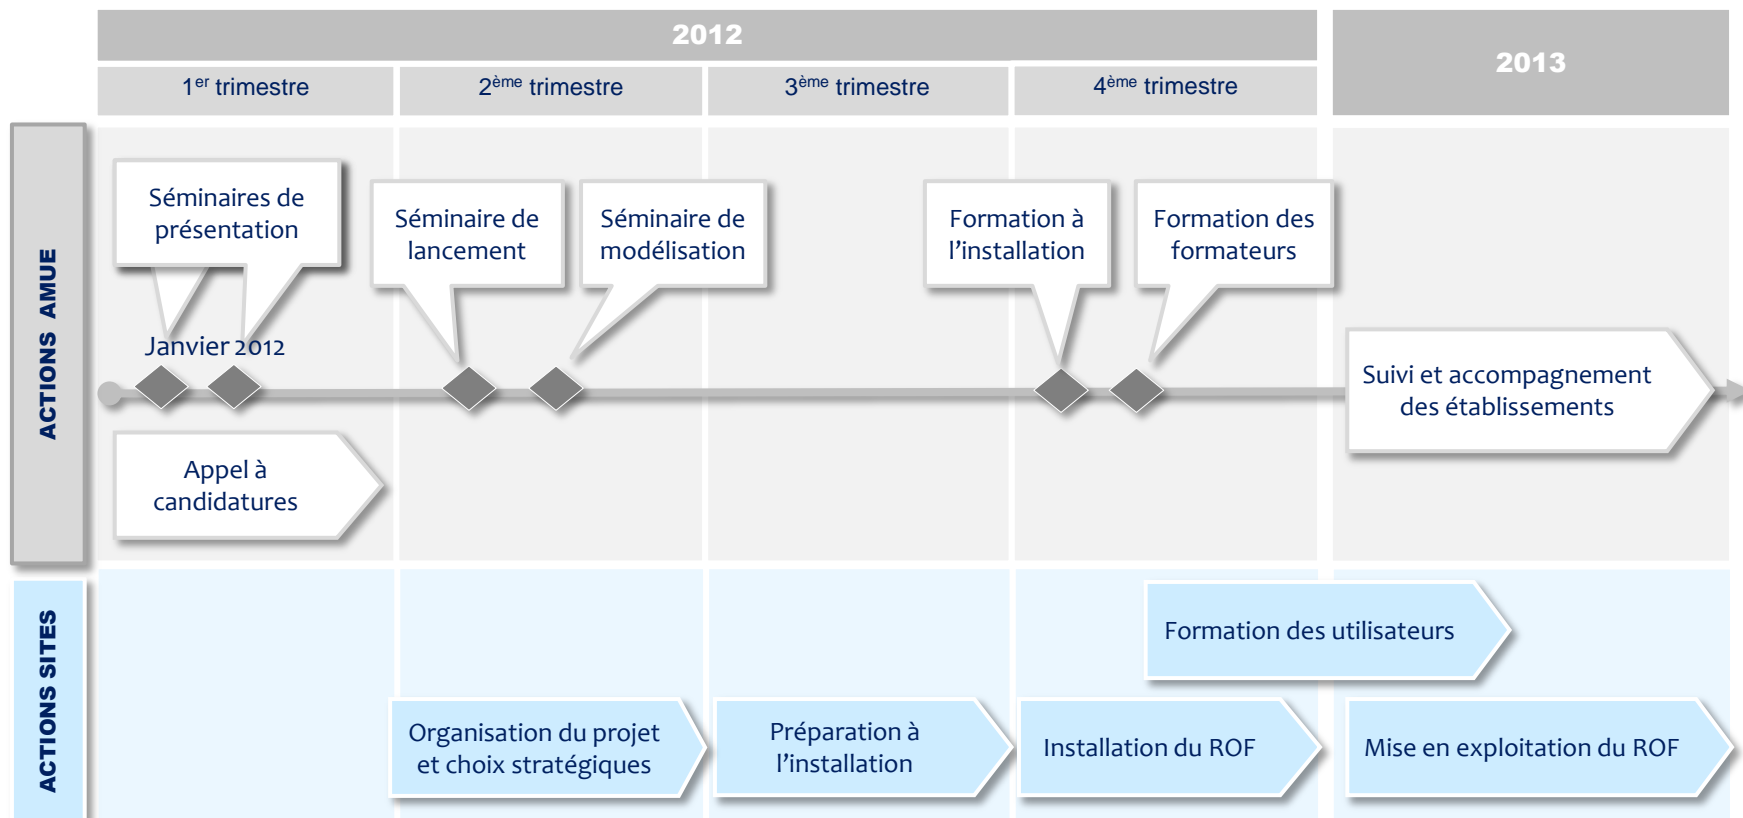 2012
2013
1er trimestre
2ème trimestre
3ème trimestre
4ème trimestre
ACTIONS AMUE
Séminaires de
présentation
Séminaire de
lancement
Séminaire de
modélisation
Formation à
l’installation
Formation des
formateurs
Janvier 2012
Suivi et accompagnement
des établissements
Appel à
candidatures
ACTIONS SITES
Formation des utilisateurs
Organisation du projet
et choix stratégiques
Préparation à
l’installation
Installation du ROF
Mise en exploitation du ROF